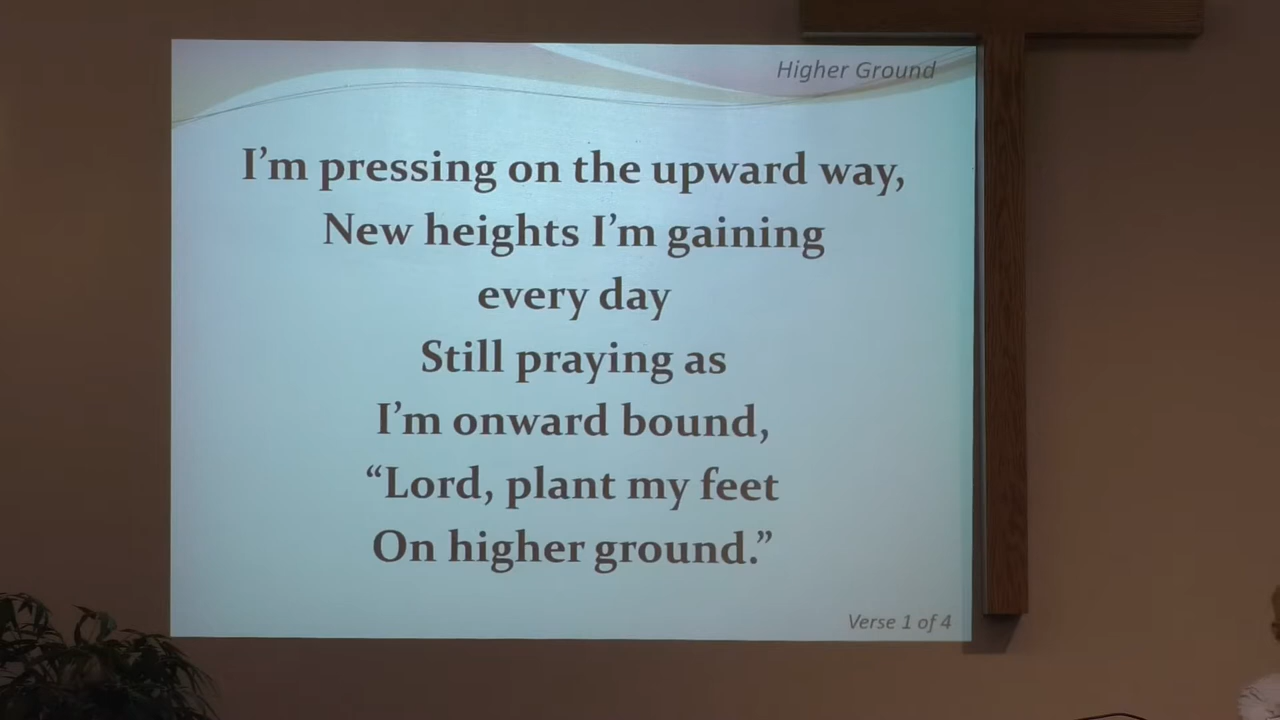 Higher Ground
I’m pressing on the upward way,
New heights I’m gaining
every day
Still praying as
I’m onward bound,
“Lord, plant my feet
On higher ground.”
Verse 1 of 4